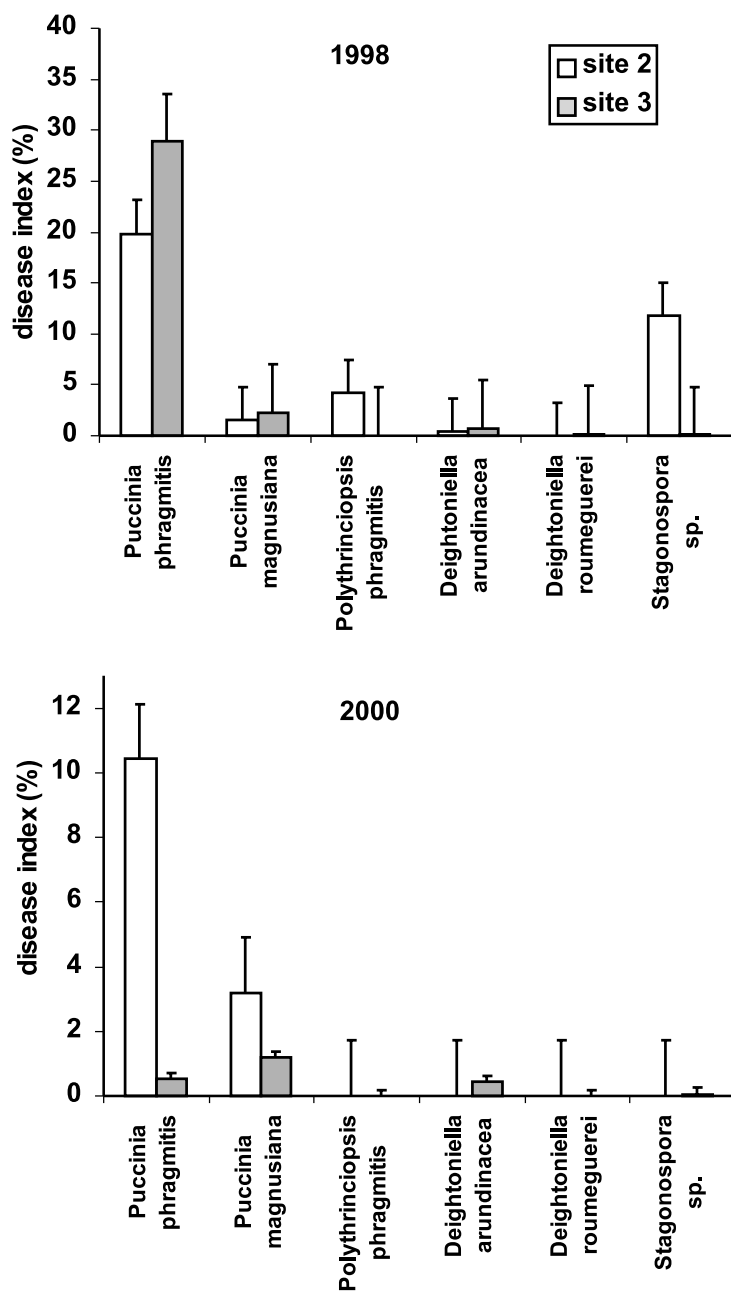 1998
site 2
site 3
disease index (%)
40
35
30
25
20
15
10
5
0
Puccinia
phragmitis
Puccinia
magnusiana
Polythrinciopsis
phragmitis
Deightoniella
arundinacea
Deightoniella
roumeguerei
Stagonospora
sp.
2000
disease index (%)
12
10
8
6
4
2
0
Puccinia
phragmitis
Puccinia
magnusiana
Polythrinciopsis
phragmitis
Deightoniella
arundinacea
Deightoniella
roumeguerei
Stagonospora
sp.